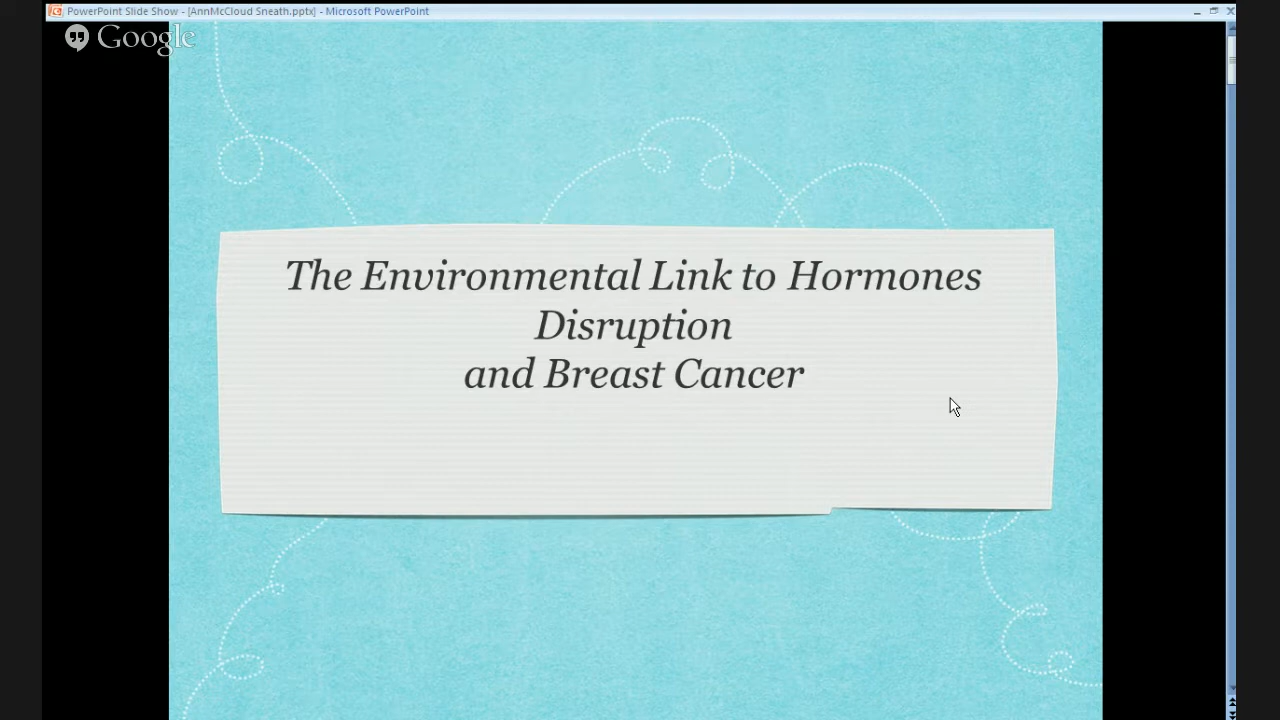 PowerPoint Slide Show - [AnnMcCloud Sneath.pptx] - Microsoft PowerPoint
Google
The Environmental Link to Hormones
Disruption
and Breast Cancer